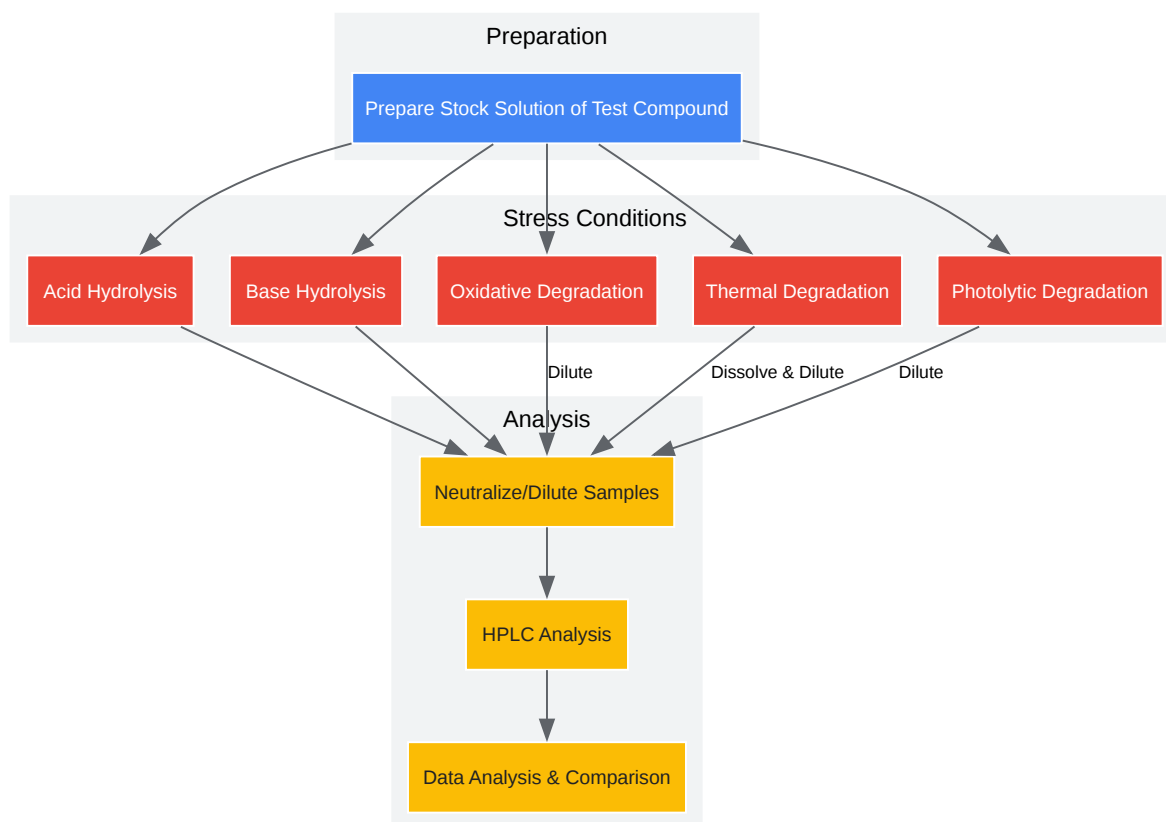 Preparation
Prepare Stock Solution of Test Compound
Stress Conditions
Acid Hydrolysis
Base Hydrolysis
Oxidative Degradation
Thermal Degradation
Photolytic Degradation
Dilute
Dissolve & Dilute
Dilute
Analysis
Neutralize/Dilute Samples
HPLC Analysis
Data Analysis & Comparison